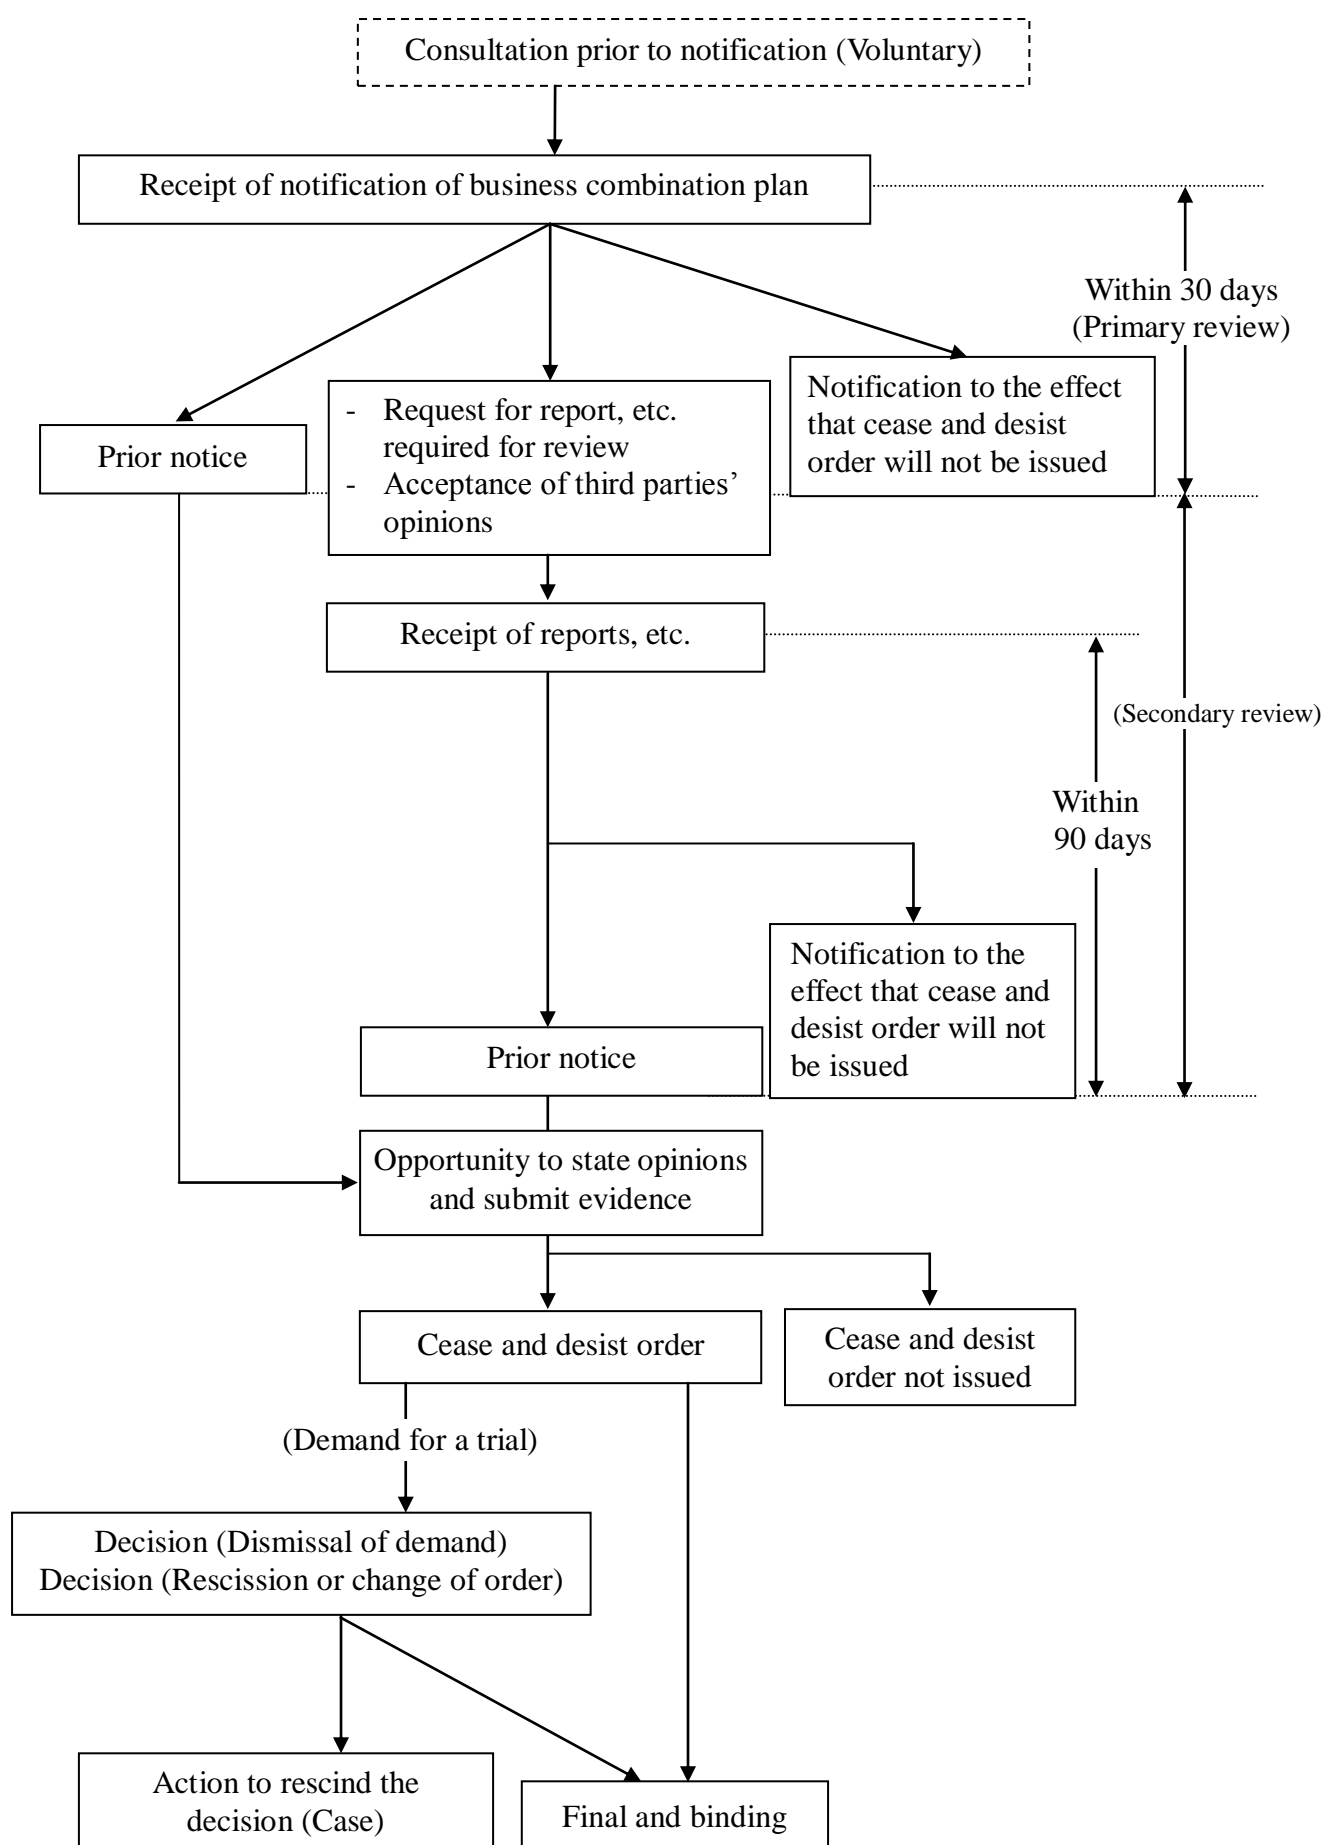 Consultation prior to notification (Voluntary)
Receipt of notification of business combination plan
Within 30 days
(Primary review)
Prior notice
- Request for report, etc.
required for review
- Acceptance of third parties’
opinions
Notification to the effect
that cease and desist
order will not be issued
Receipt of reports, etc.
(Secondary review)
Within
90 days
Notification to the
effect that cease and
desist order will not
be issued
Prior notice
Opportunity to state opinions
and submit evidence
Cease and desist order
Cease and desist
order not issued
(Demand for a trial)
Decision (Dismissal of demand)
Decision (Rescission or change of order)
Action to rescind the
decision (Case)
Final and binding